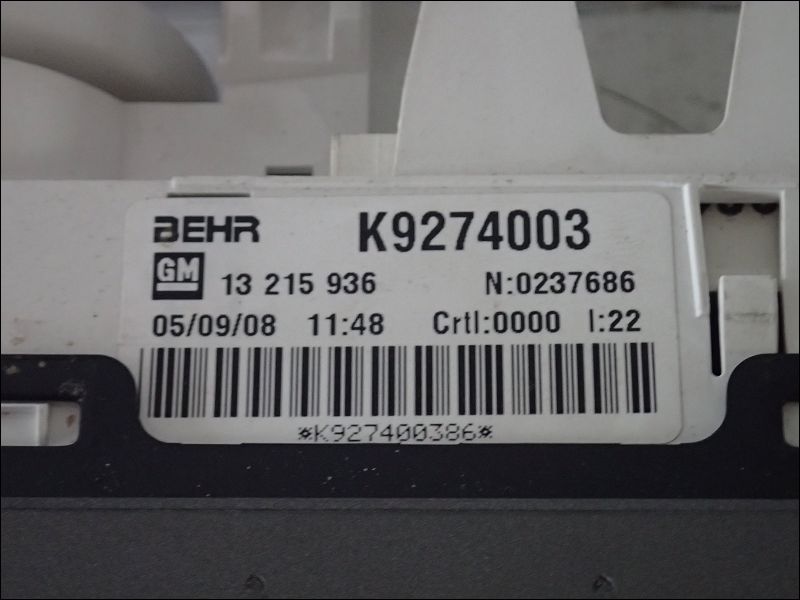 BEHR K9274003
GM 13 215 936 N:0237686
05/09/08 11:48 Crtl:0000 I:22
*K927400386*